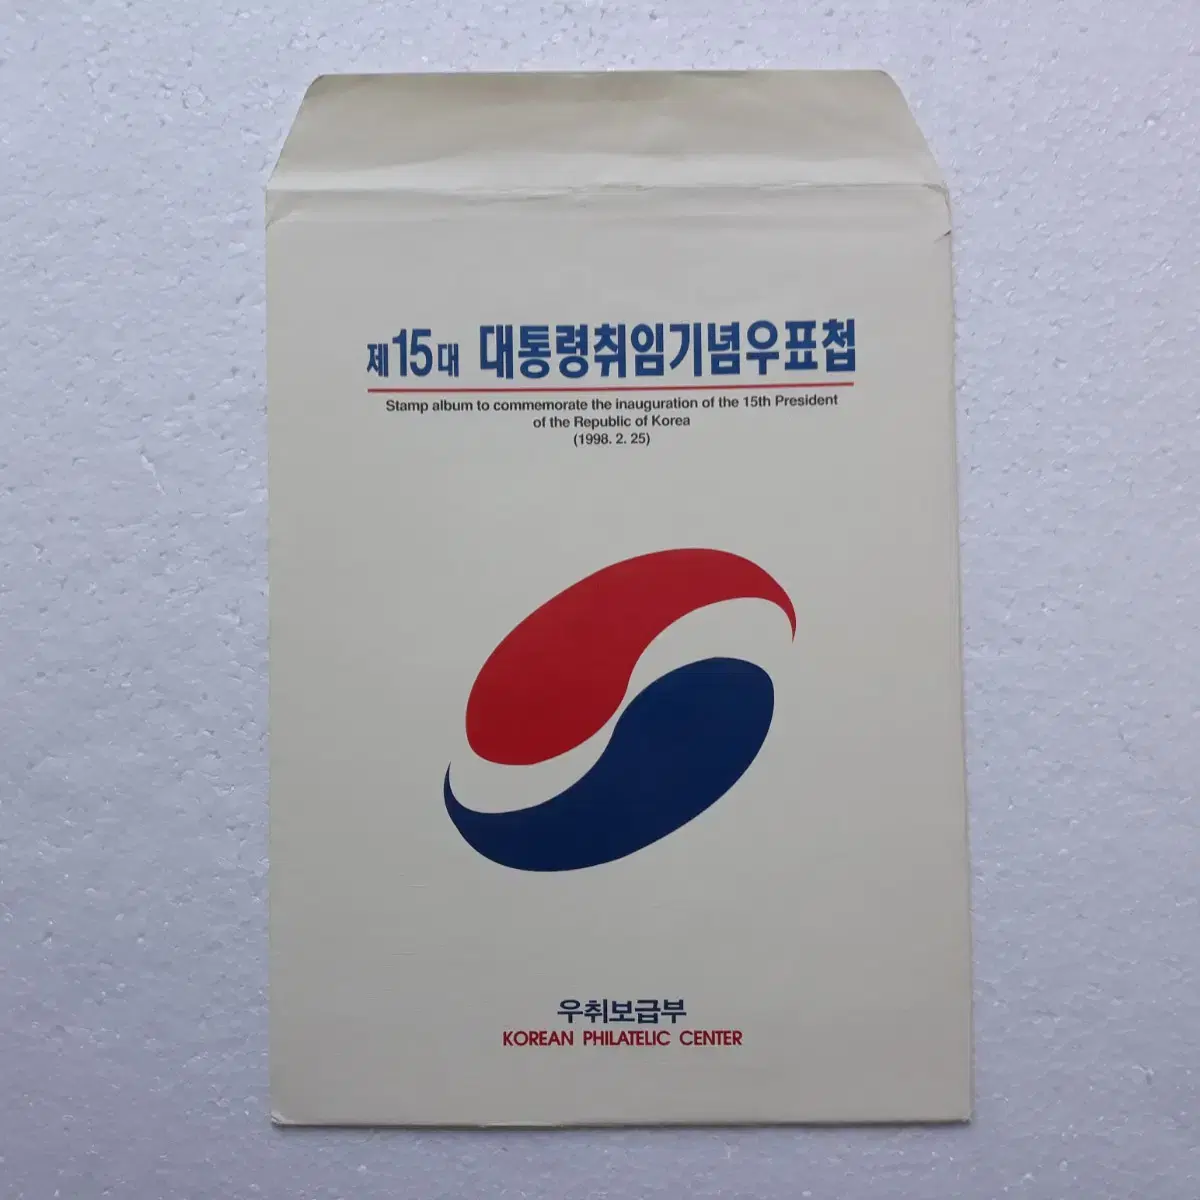 제15대 대통령취임기념우표첩
Stamp album to commemorate the inauguration of the 15th President
of the Republic of Korea
(1998. 2. 25)
우취보급부
KOREAN PHILATELIC CENTER